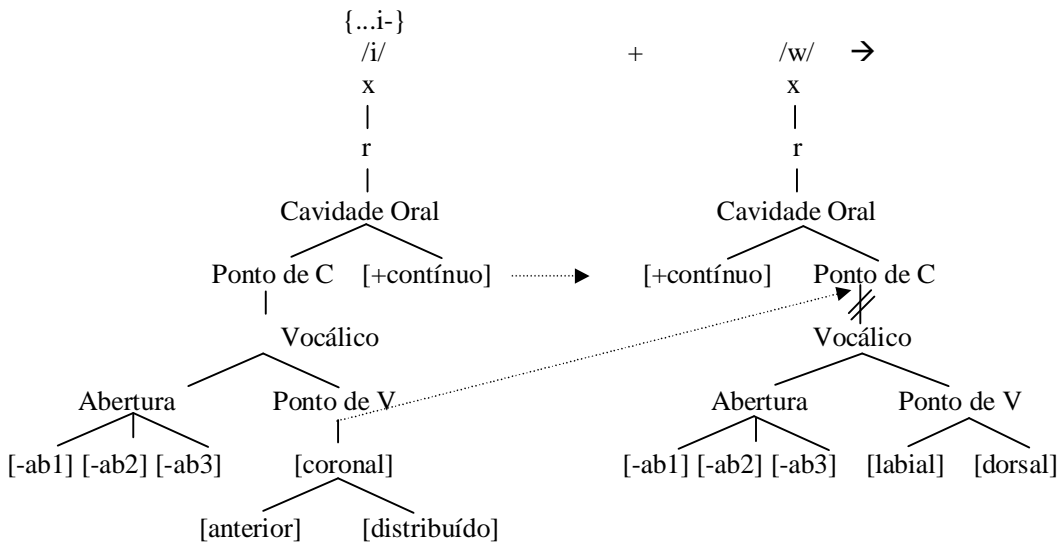 {...i-}
/i/ + /w/ →
x x
r r
Cavidade Oral Cavidade Oral
Ponto de C [+contínuo] [+contínuo] Ponto de C
Vocálico Vocálico
Abertura Ponto de V Abertura Ponto de V
[-ab1] [-ab2] [-ab3] [coronal] [-ab1] [-ab2] [-ab3] [labial] [dorsal]
[anterior] [distribuído]